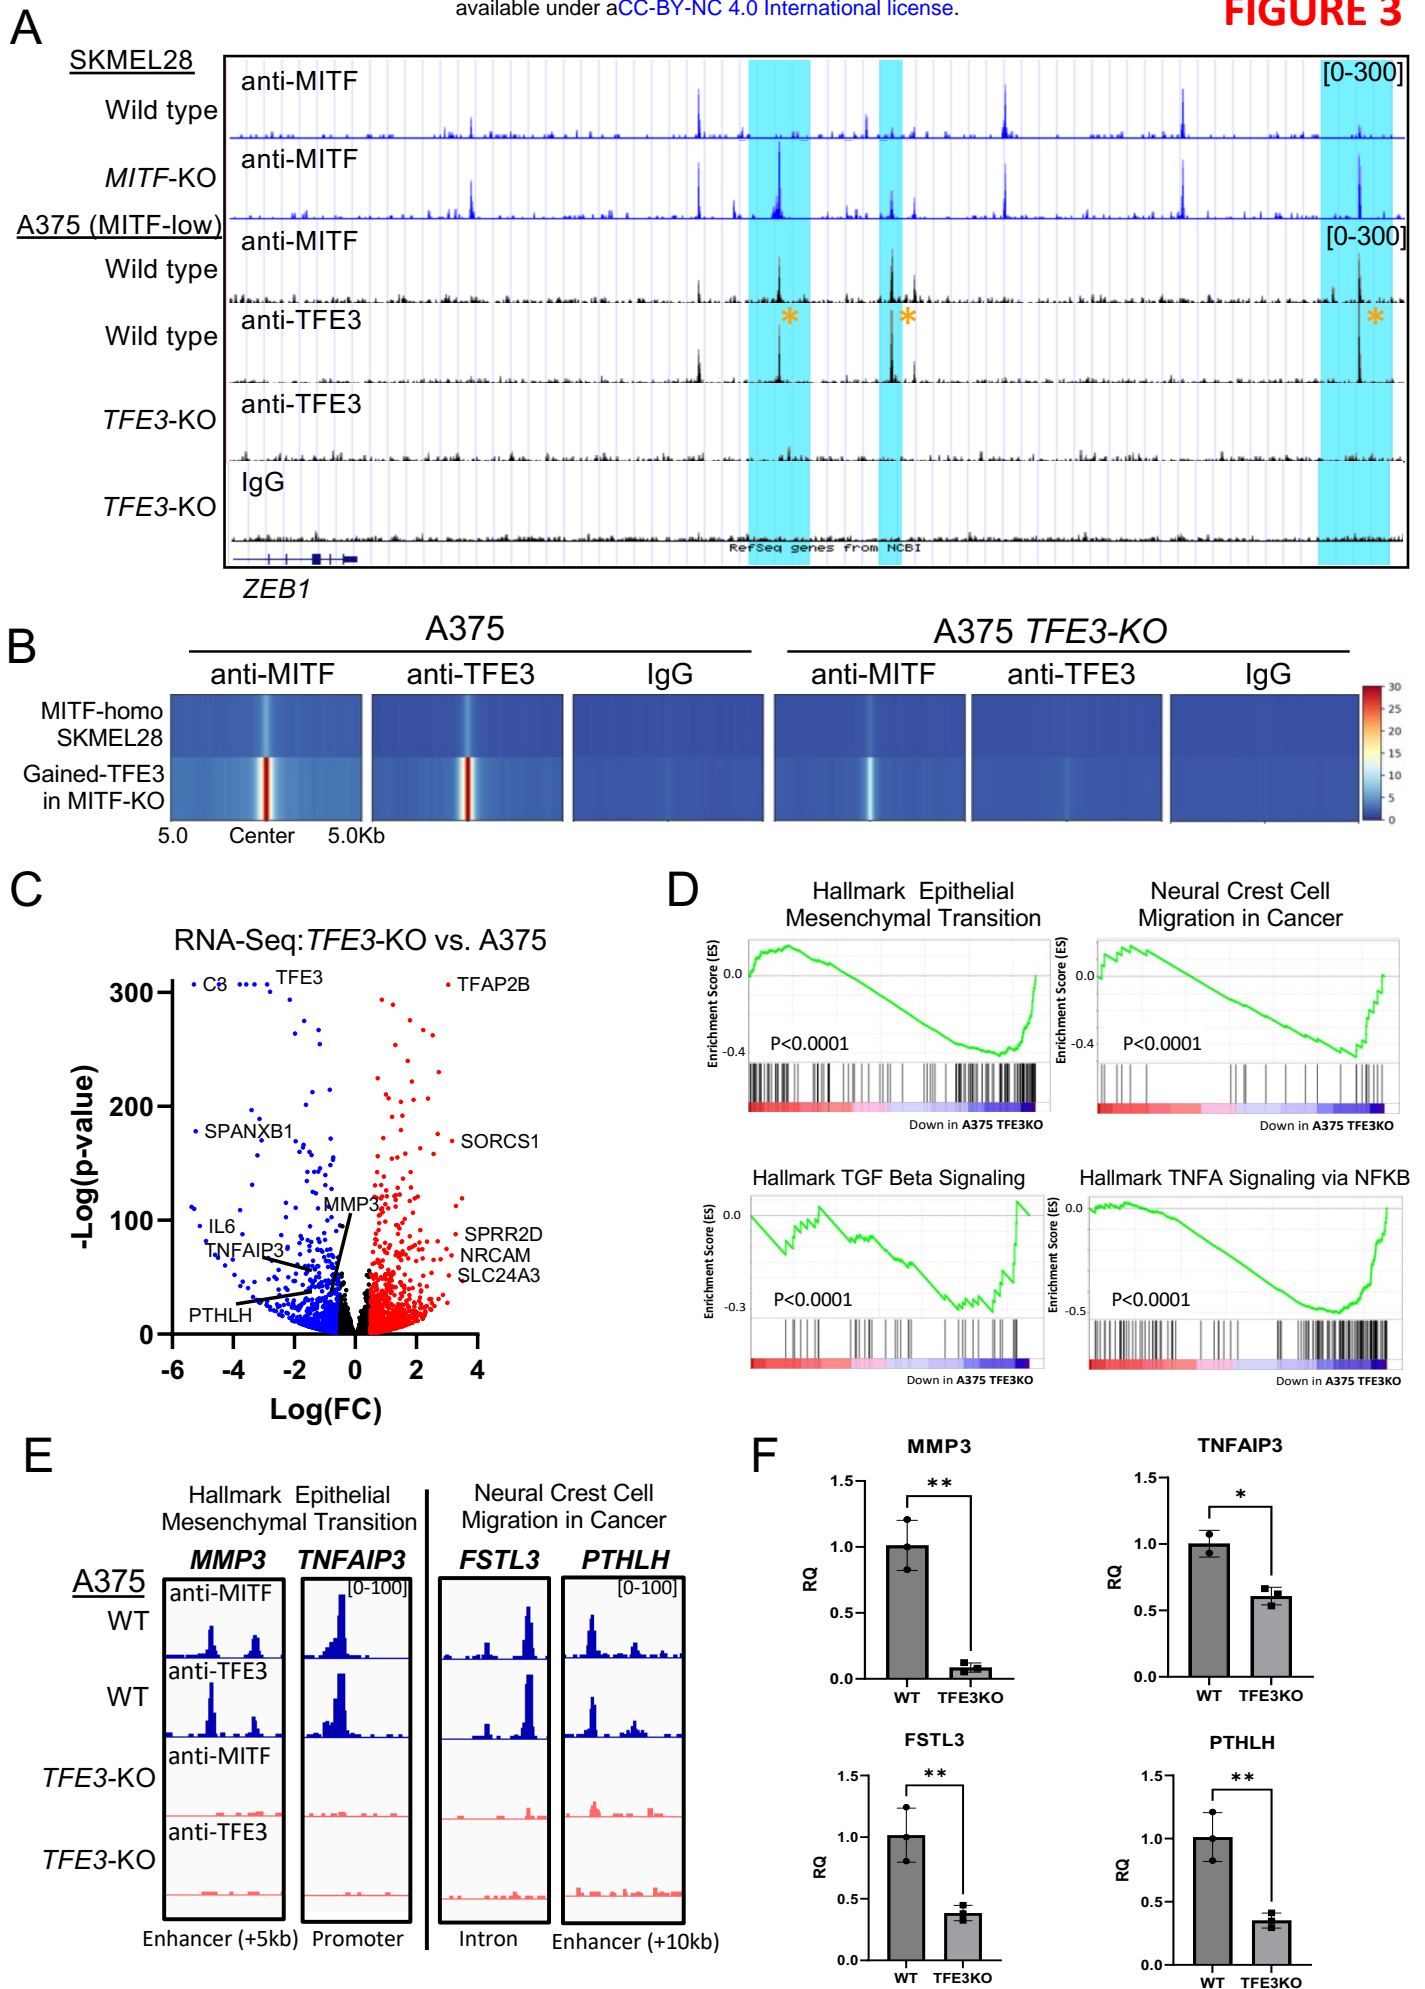 available under aCC-BY-NC 4.0 International license.
FIGURE 3
A
SKMEL28
Wild type
MITF-KO
A375 (MITF-low)
Wild type
Wild type
TFE3-KO
TFE3-KO
anti-MITF
[0-300]
anti-MITF
anti-MITF
[0-300]
anti-TFE3
* * *
anti-TFE3
IgG
RefSeq genes from NCBI
ZEB1
B
A375
A375 TFE3-KO
anti-MITF anti-TFE3 IgG anti-MITF anti-TFE3 IgG
MITF-homo
SKMEL28
Gained-TFE3
in MITF-KO
5.0 Center 5.0Kb
30
25
20
15
10
5
0
C
RNA-Seq:TFE3-KO vs. A375
-Log(p-value)
300
200
100
0
-6 -4 -2 0 2 4
Log(FC)
C3
TFE3
TFAP2B
SPANXB1
SORCS1
MMP3
IL6
TNFAIP3
PTHLH
SPRR2D
NRCAM
SLC24A3
D
Hallmark Epithelial
Mesenchymal Transition
Enrichment Score (ES)
0.0
-0.4
P<0.0001
Down in A375 TFE3KO
Neural Crest Cell
Migration in Cancer
Enrichment Score (ES)
0.0
-0.4
P<0.0001
Down in A375 TFE3KO
Hallmark TGF Beta Signaling
Enrichment Score (ES)
0.0
-0.3
P<0.0001
Down in A375 TFE3KO
Hallmark TNFA Signaling via NFKB
Enrichment Score (ES)
0.0
-0.5
P<0.0001
Down in A375 TFE3KO
E
Hallmark Epithelial
Mesenchymal Transition
Neural Crest Cell
Migration in Cancer
MMP3 TNFAIP3 FSTL3 PTHLH
A375
WT
WT
TFE3-KO
TFE3-KO
anti-MITF
[0-100]
[0-100]
anti-TFE3
anti-MITF
anti-TFE3
Enhancer (+5kb) Promoter Intron Enhancer (+10kb)
F
MMP3
RQ
1.5
1.0
0.5
0.0
**
WT TFE3KO
TNFAIP3
RQ
1.5
1.0
0.5
0.0
*
WT TFE3KO
FSTL3
RQ
1.5
1.0
0.5
0.0
**
WT TFE3KO
PTHLH
RQ
1.5
1.0
0.5
0.0
**
WT TFE3KO